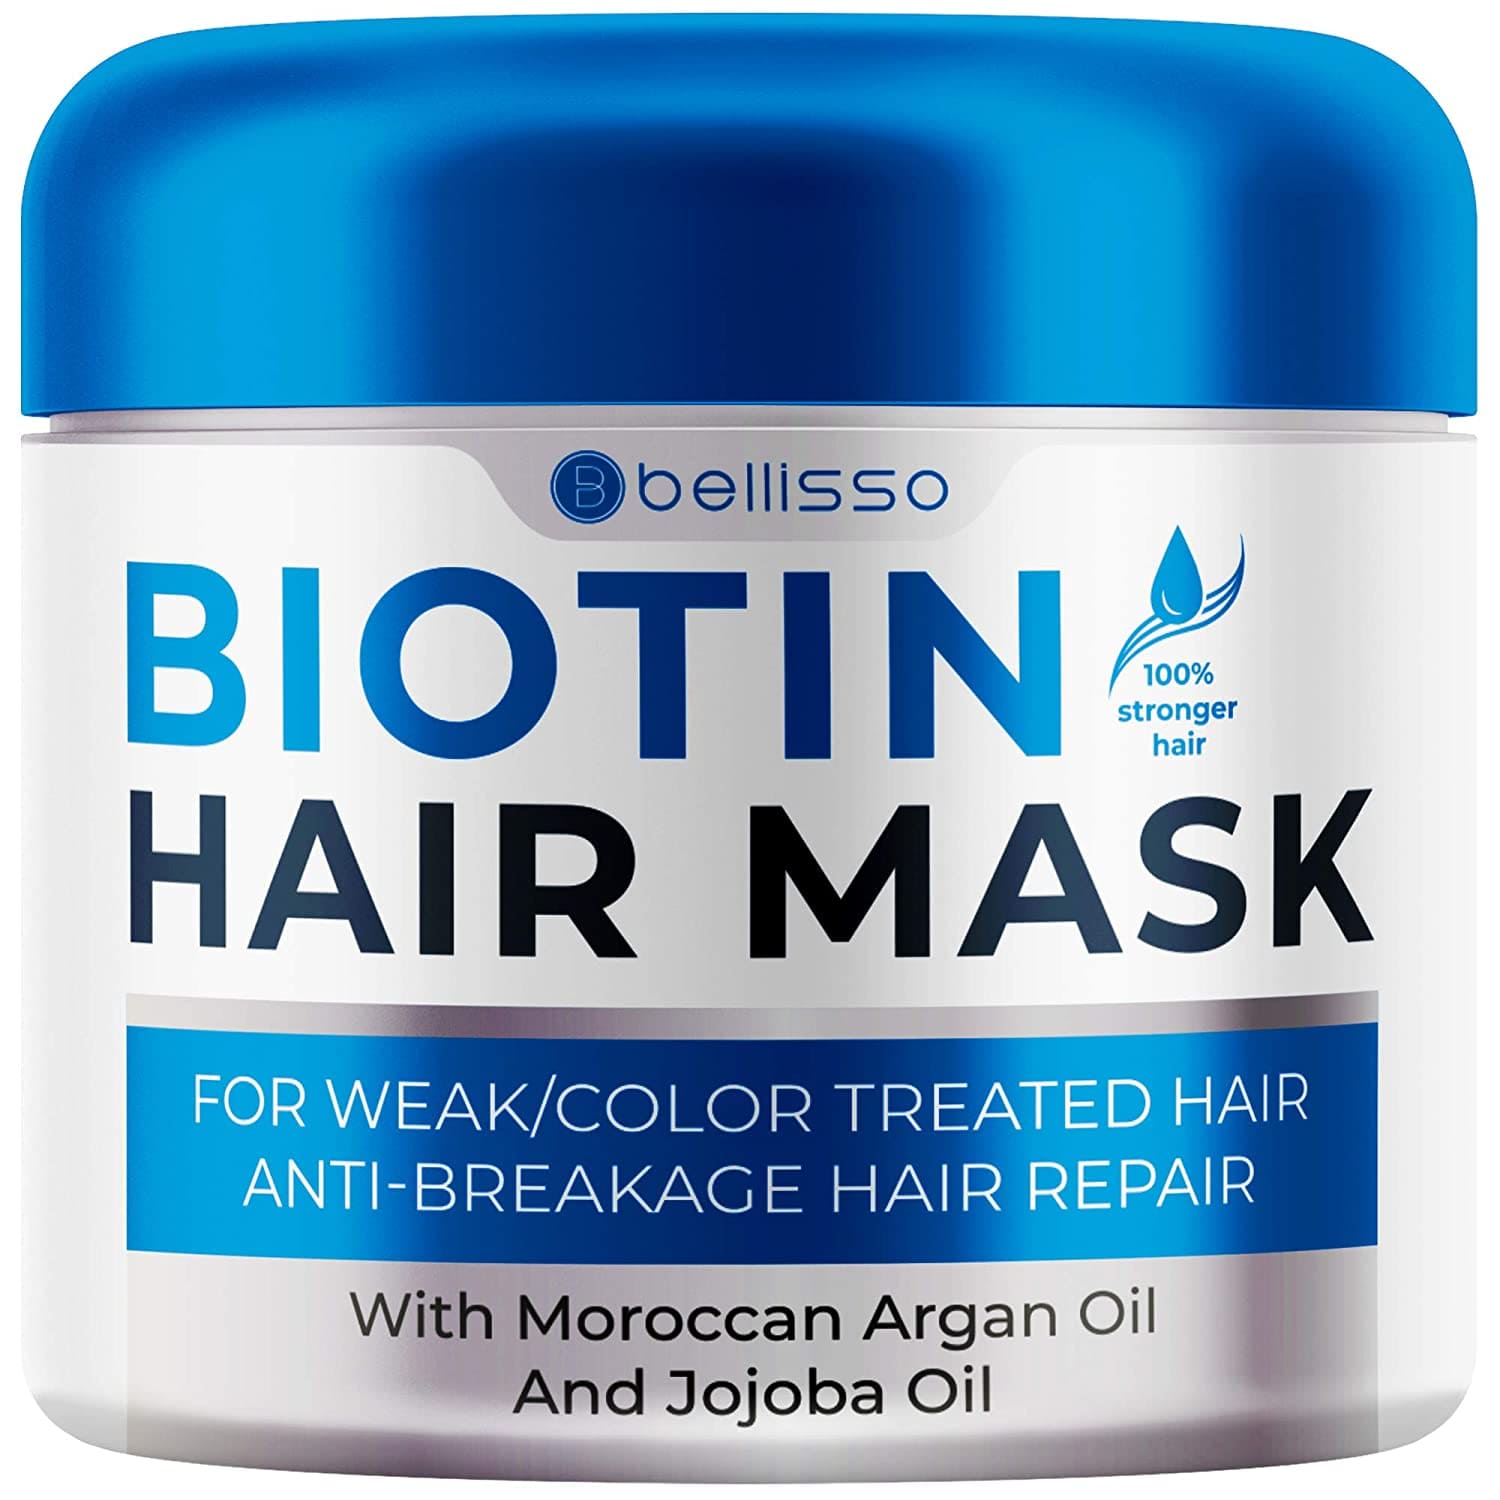 B bellisso
BIOTIN
100%
stronger
hair
HAIR MASK
FOR WEAK/COLOR TREATED HAIR
ANTI-BREAKAGE HAIR REPAIR
With Moroccan Argan Oil
And Jojoba Oil